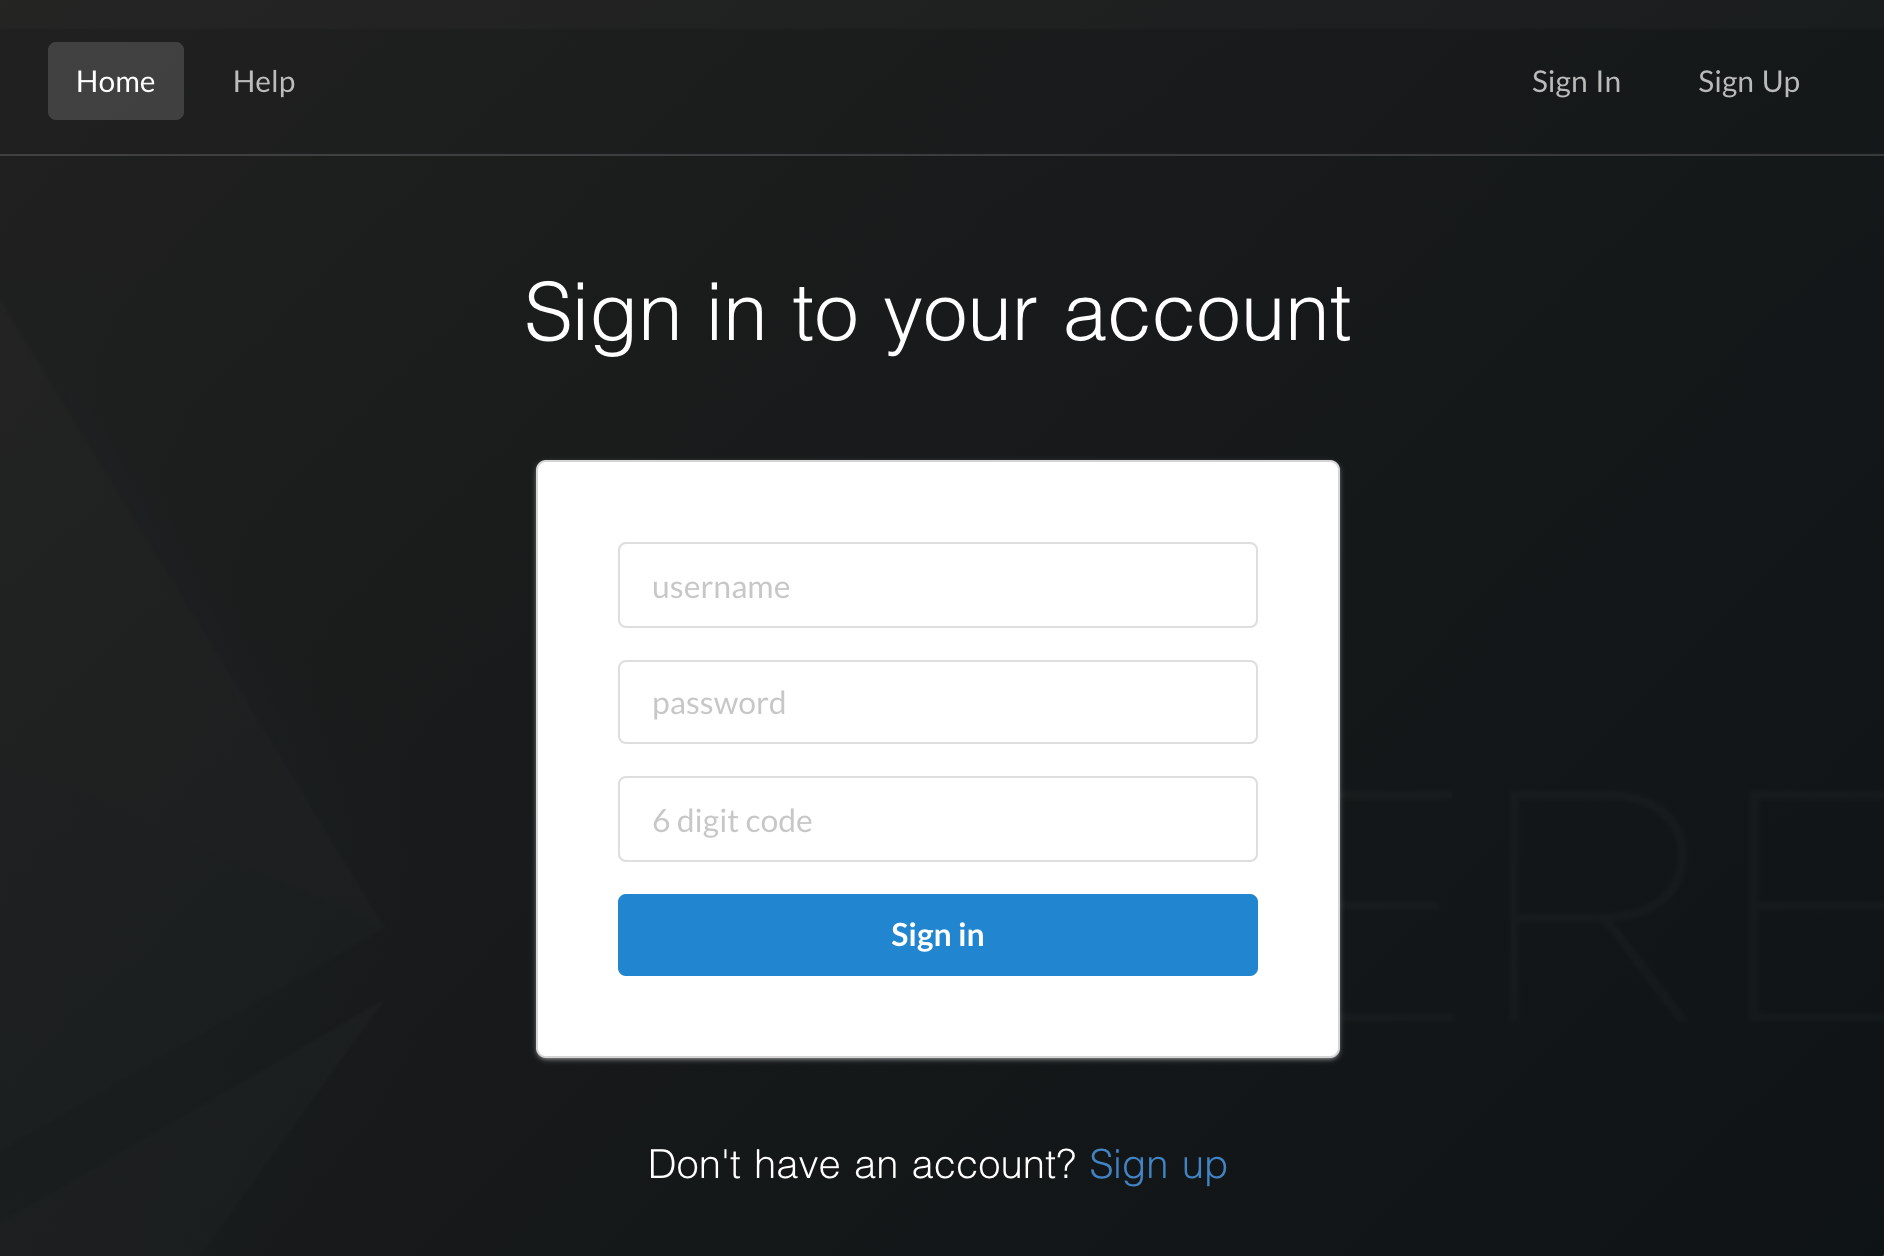 Home Help Sign In Sign Up
Sign in to your account
username
password
6 digit code
Sign in
Don't have an account? Sign up
ERE